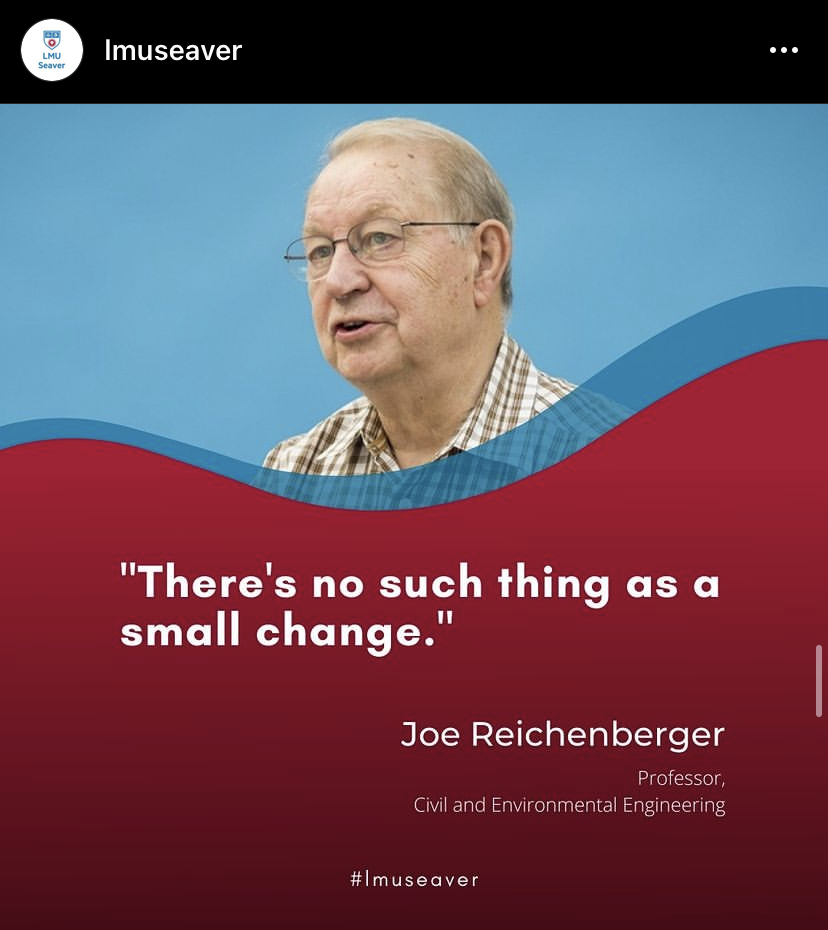 LMU
Seaver
lmuseaver
"There's no such thing as a
small change."
Joe Reichenberger
Professor,
Civil and Environmental Engineering
#lmuseaver